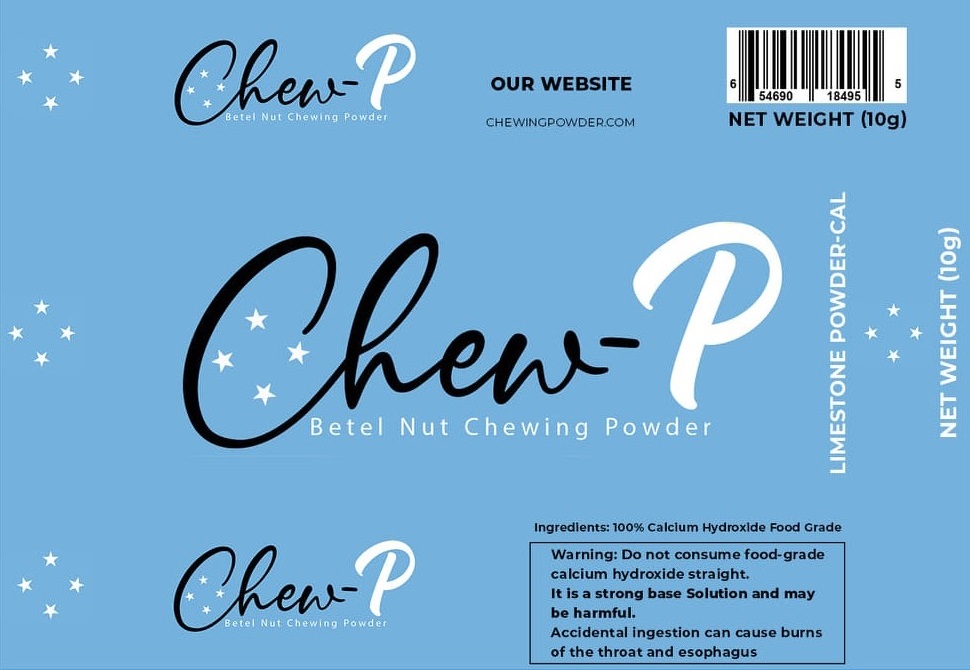 Chew-P
Betel Nut Chewing Powder
OUR WEBSITE
CHEWINGPOWDER.COM
6 54690 18495 5
NET WEIGHT (10g)
Chew-P
Betel Nut Chewing Powder
LIMESTONE POWDER-CAL
NET WEIGHT (10g)
Chew-P
Betel Nut Chewing Powder
Ingredients: 100% Calcium Hydroxide Food Grade
Warning: Do not consume food-grade
calcium hydroxide straight.
It is a strong base Solution and may
be harmful.
Accidental ingestion can cause burns
of the throat and esophagus